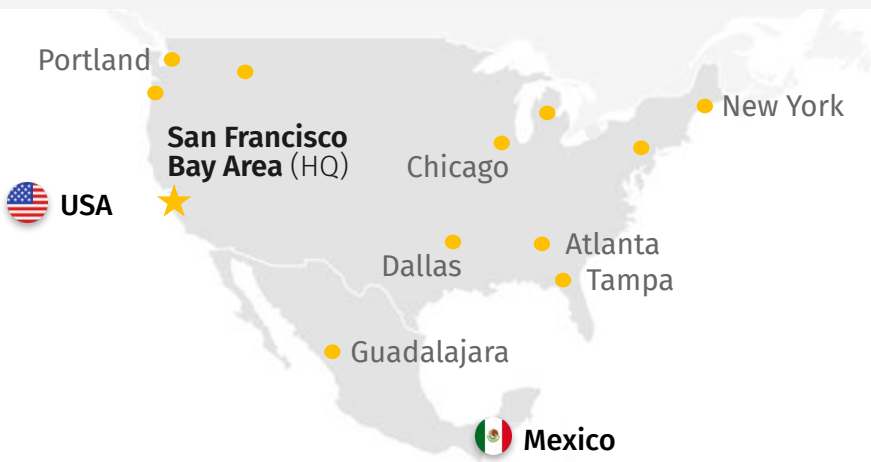 Portland
New York
San Francisco
Bay Area (HQ)
Chicago
USA
Atlanta
Dallas
Tampa
Guadalajara
Mexico